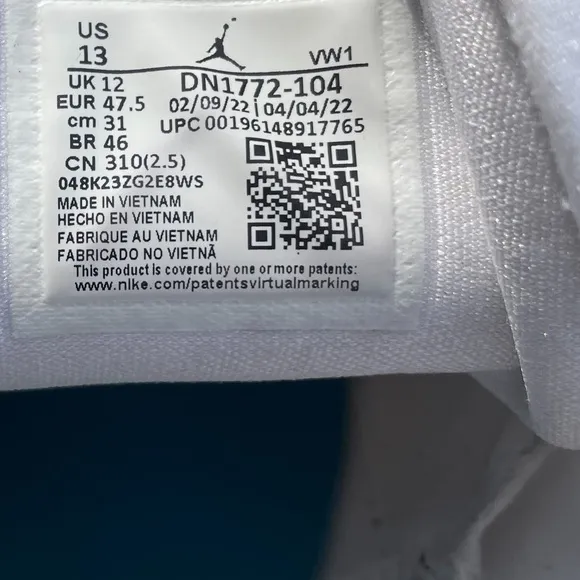 US
13
VW1
UK 12
DN1772-104
EUR 47.5
02/09/22 | 04/04/22
cm 31
UPC 00196148917765
BR 46
CN 310(2.5)
048K23ZG2E8WS
MADE IN VIETNAM
HECHO EN VIETNAM
FABRIQUE AU VIETNAM
FABRICADO NO VIETNÃ
This product is covered by one or more patents:
www.nike.com/patentsvirtualmarking